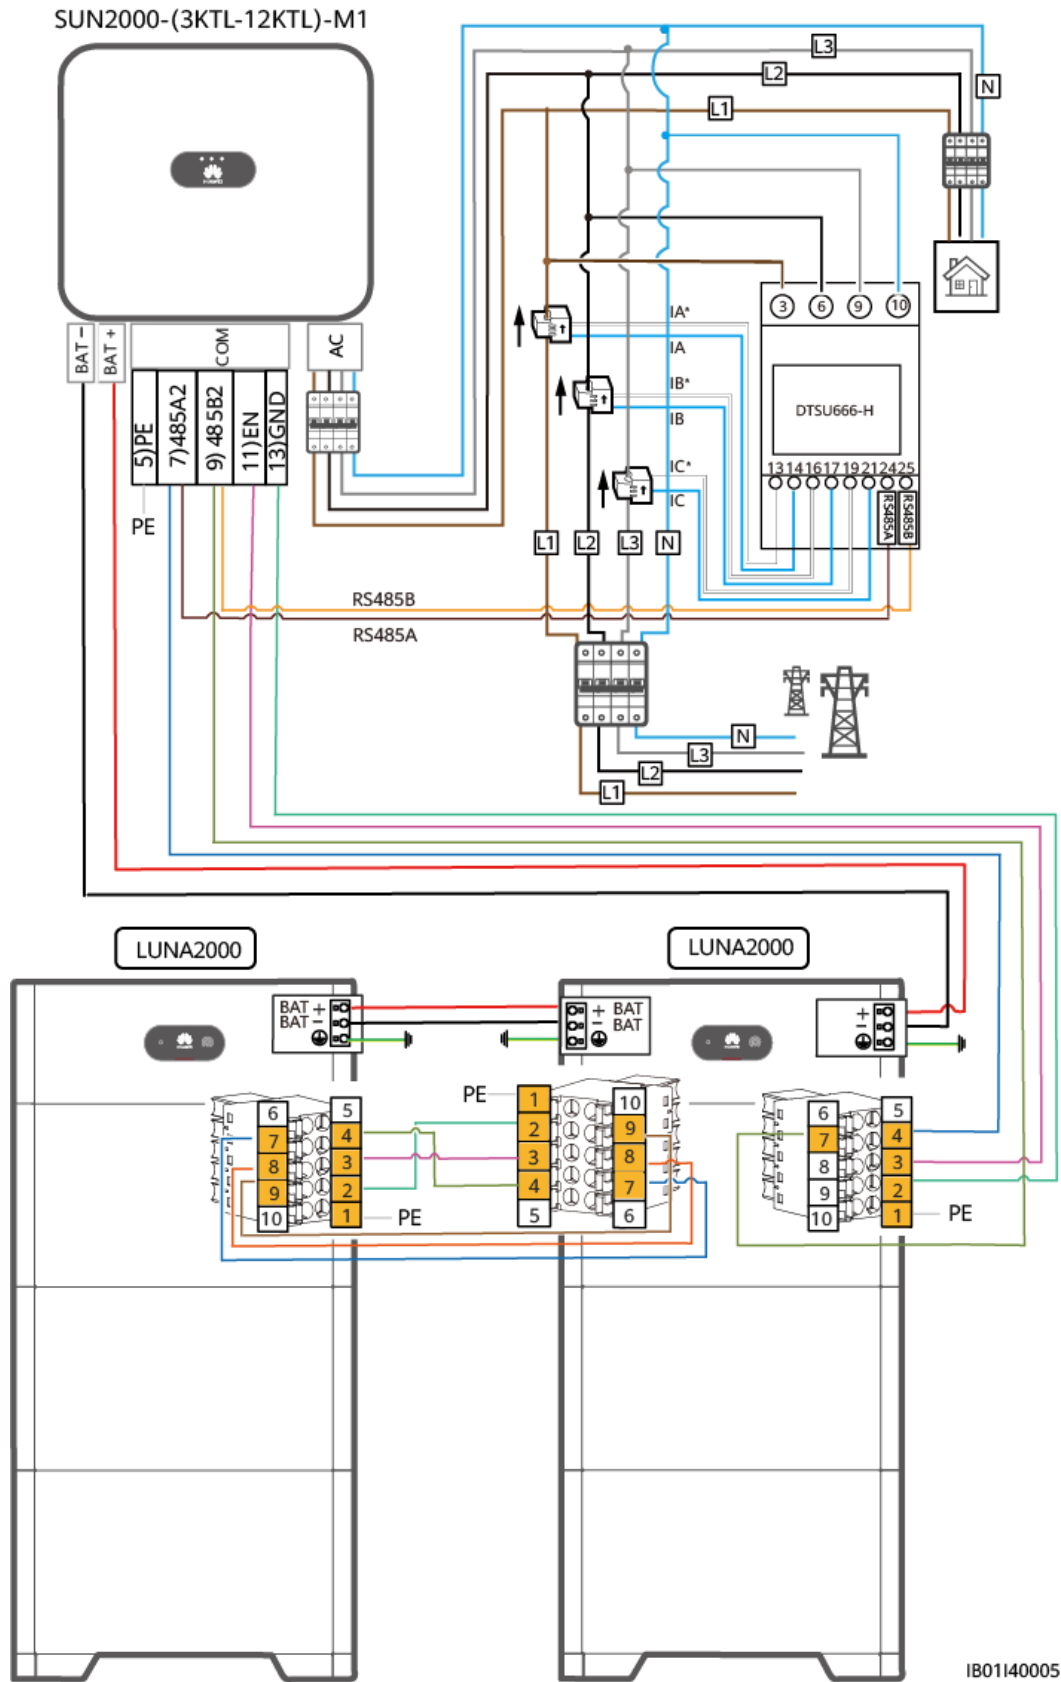 SUN2000-(3KTL-12KTL)-M1
L3
L2
N
L1
HUAWEI
BAT −
BAT +
COM
AC
5)PE
7)485A2
9) 485B2
11)EN
13)GND
PE
3
6
9
10
IA*
IA
IB*
IB
IC*
IC
DTSU666-H
13 14 16 17 19 21 24 25
RS485A
RS485B
L1
L2
L3
N
RS485B
RS485A
N
L3
L2
L1
LUNA2000
LUNA2000
BAT +
BAT −
+ BAT
− BAT
+
−
6
7
8
9
10
5
4
3
2
1
PE
PE
1
2
3
4
5
10
9
8
7
6
6
7
8
9
10
5
4
3
2
1
PE
IB01I40005